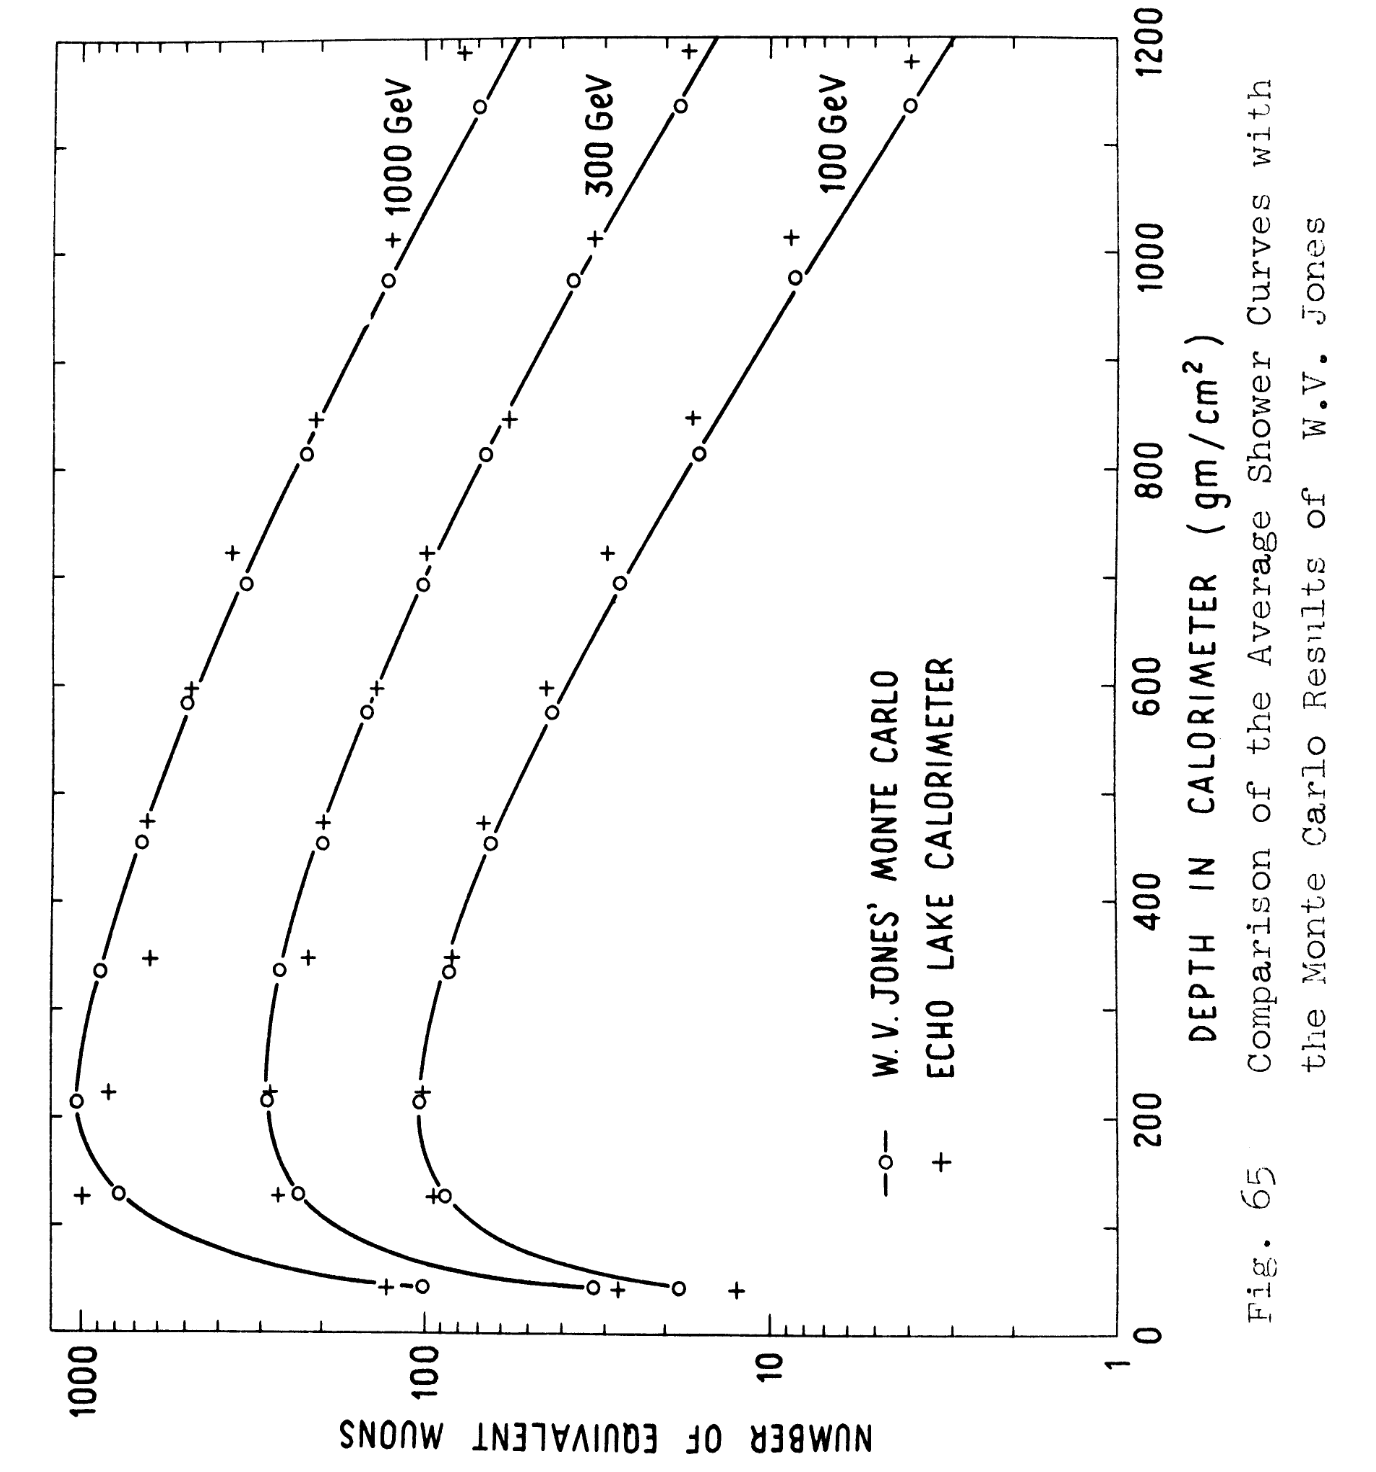 1000
100
10
1
NUMBER OF EQUIVALENT MUONS
1000 GeV
300 GeV
100 GeV
—o— W.V. JONES' MONTE CARLO
+ ECHO LAKE CALORIMETER
0 200 400 600 800 1000 1200
DEPTH IN CALORIMETER (gm/cm²)
Fig. 65 Comparison of the Average Shower Curves with
the Monte Carlo Results of W.V. Jones